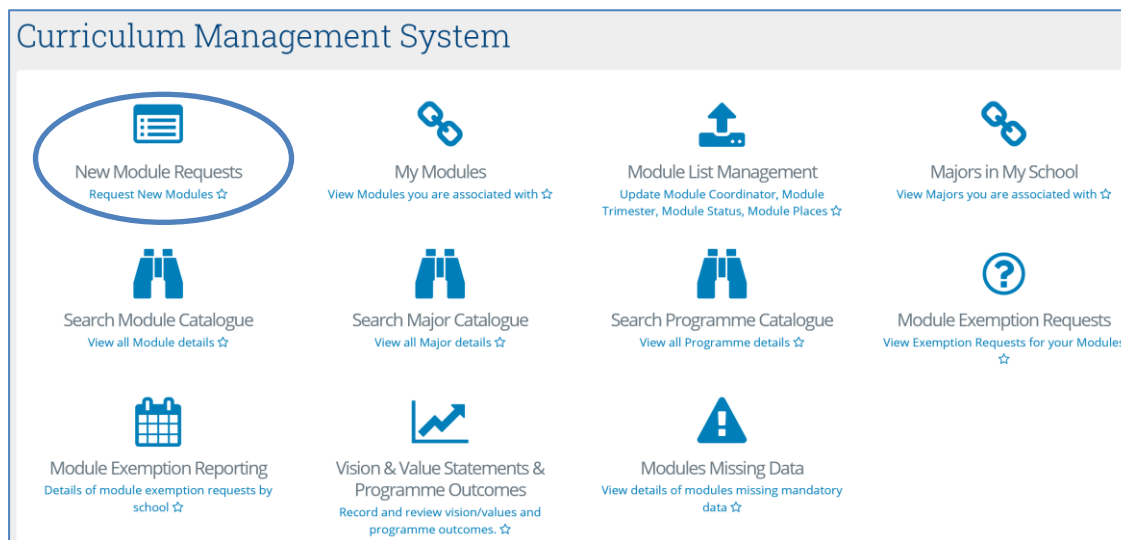 Curriculum Management System
New Module Requests
Request New Modules ☆
My Modules
View Modules you are associated with ☆
Module List Management
Update Module Coordinator, Module
Trimester, Module Status, Module Places ☆
Majors in My School
View Majors you are associated with ☆
Search Module Catalogue
View all Module details ☆
Search Major Catalogue
View all Major details ☆
Search Programme Catalogue
View all Programme details ☆
Module Exemption Requests
View Exemption Requests for your Modules
☆
Module Exemption Reporting
Details of module exemption requests by
school ☆
Vision & Value Statements &
Programme Outcomes
Record and review vision/values and
programme outcomes. ☆
Modules Missing Data
View details of modules missing mandatory
data ☆